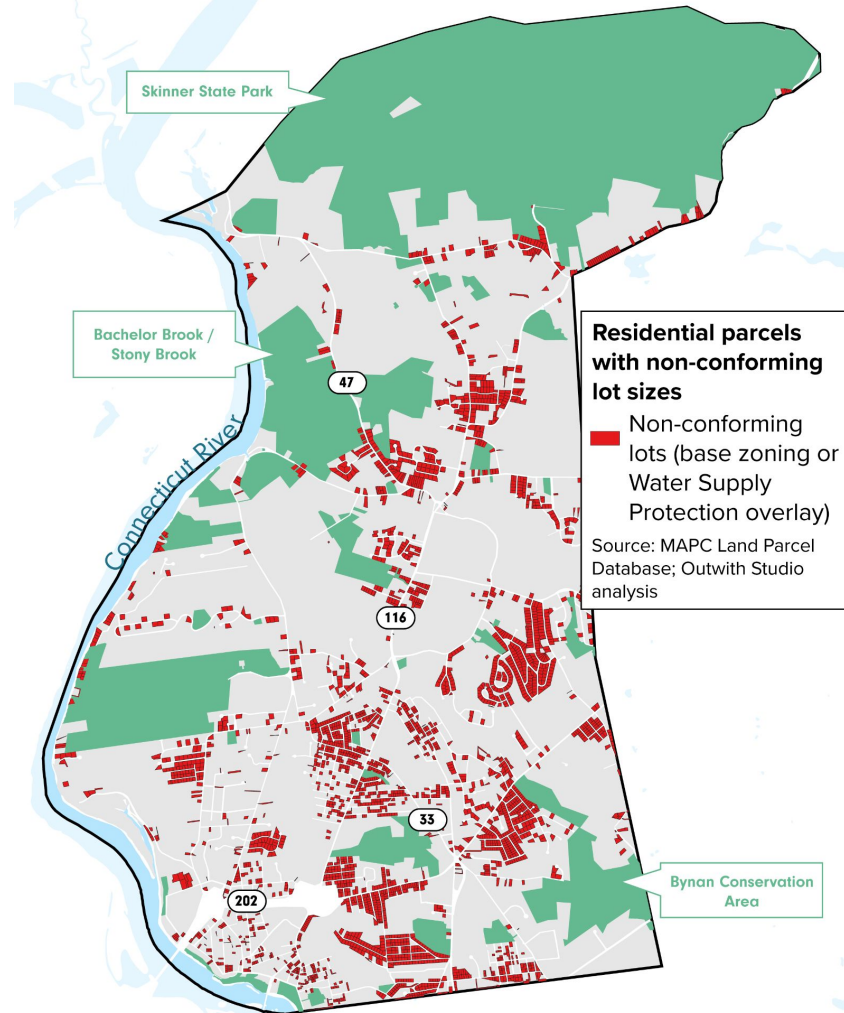 Skinner State Park
Bachelor Brook /
Stony Brook
47
Connecticut River
Residential parcels
with non-conforming
lot sizes
Non-conforming
lots (base zoning or
Water Supply
Protection overlay)
Source: MAPC Land Parcel
Database; Outwith Studio
analysis
116
33
202
Bynan Conservation
Area